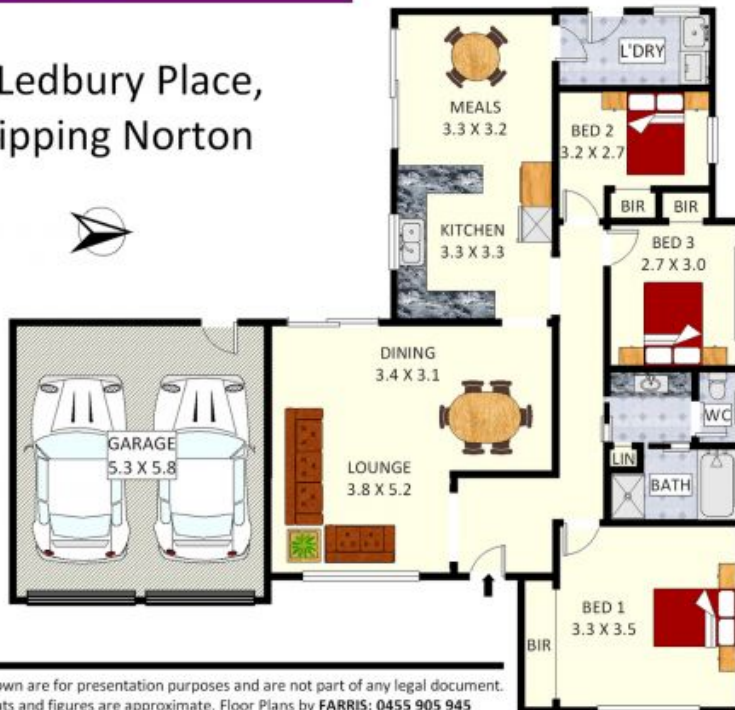 Ledbury Place,
ipping Norton
L'DRY
MEALS
3.3 X 3.2
BED 2
3.2 X 2.7
BIR
BIR
KITCHEN
3.3 X 3.3
BED 3
2.7 X 3.0
DINING
3.4 X 3.1
WC
GARAGE
5.3 X 5.8
LOUNGE
3.8 X 5.2
LIN
BATH
BED 1
3.3 X 3.5
BIR
own are for presentation purposes and are not part of any legal document.
nts and figures are approximate. Floor Plans by FARRIS: 0455 905 945